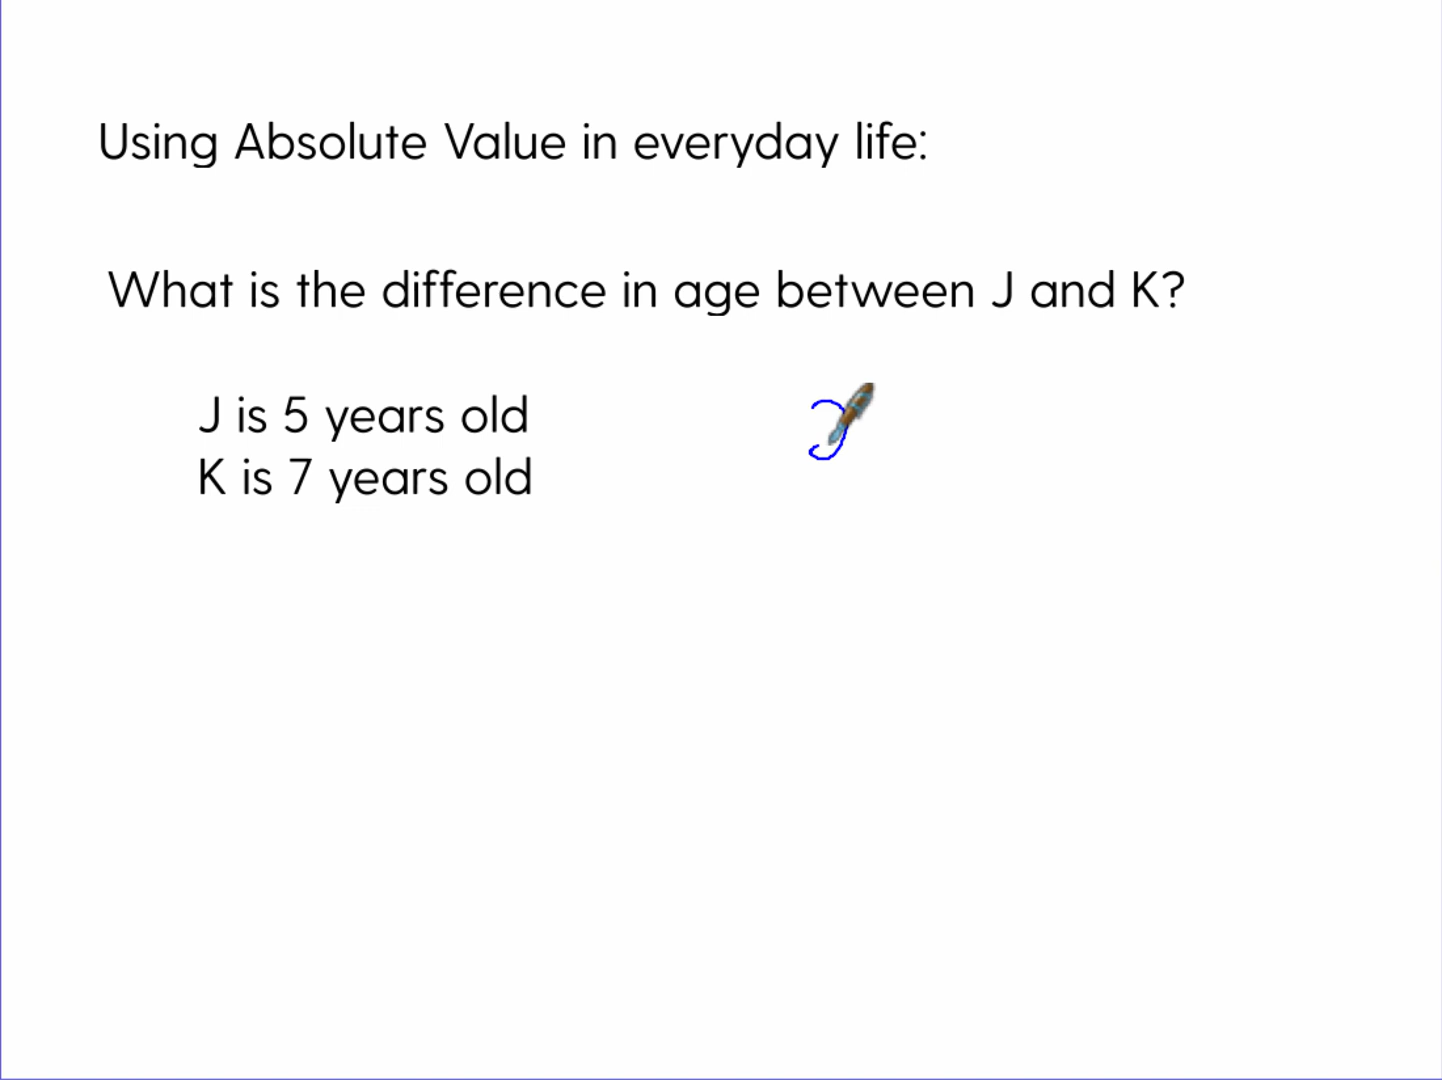 Using Absolute Value in everyday life:
What is the difference in age between J and K?
J is 5 years old
K is 7 years old
J